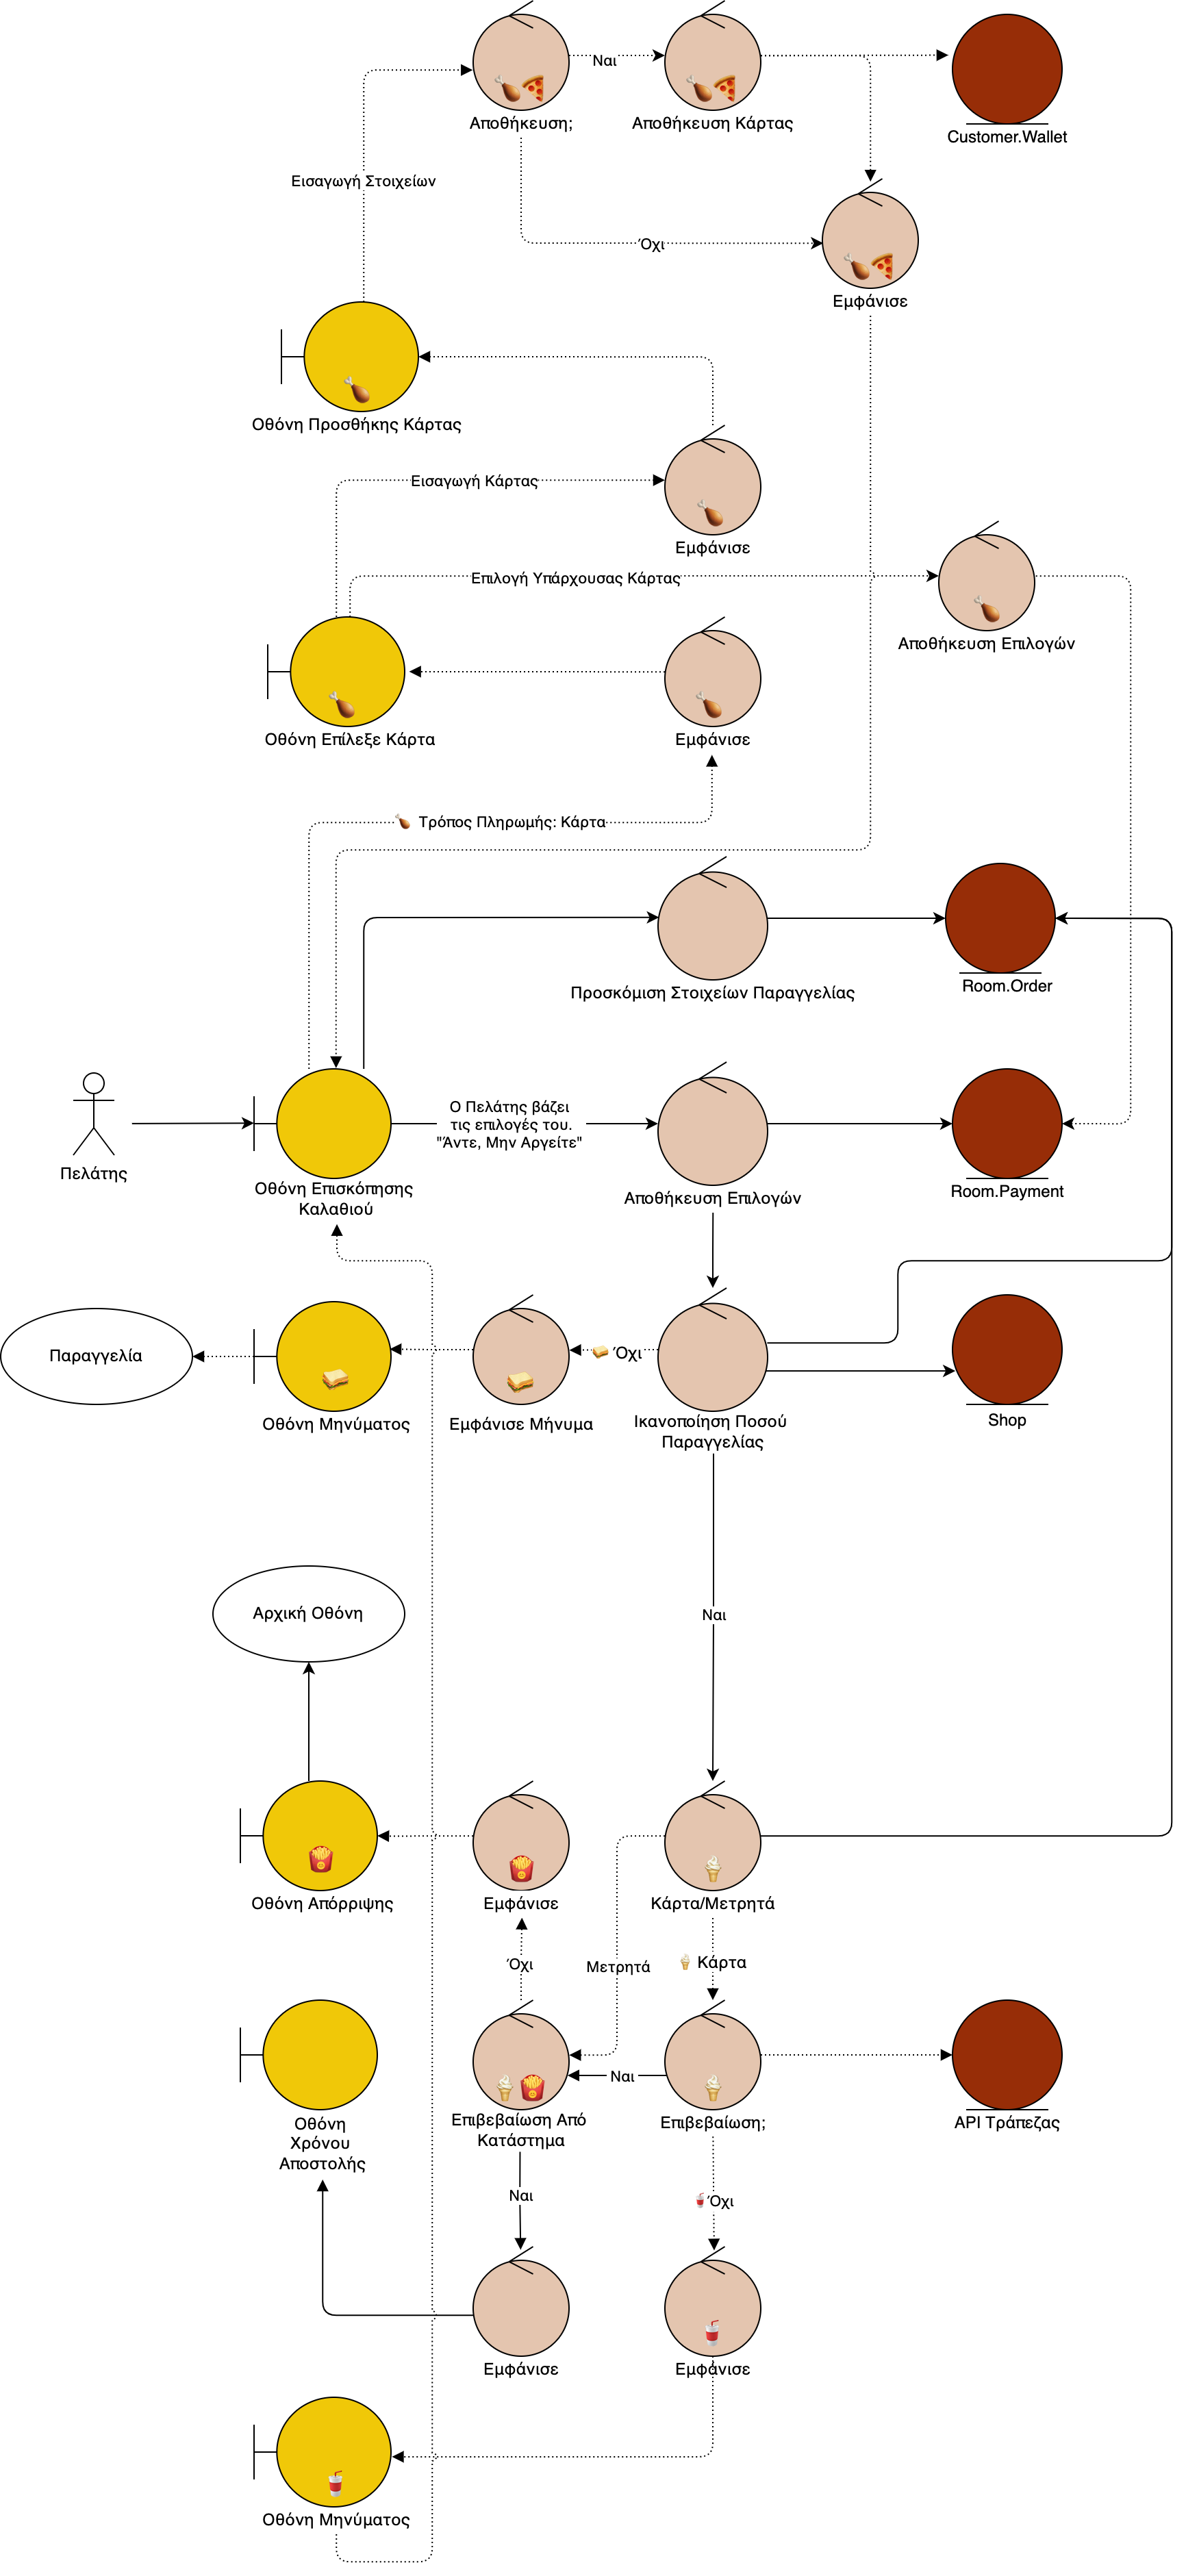 Ναι
Αποθήκευση;
Αποθήκευση Κάρτας
Customer.Wallet
Εισαγωγή Στοιχείων
Όχι
Εμφάνισε
Οθόνη Προσθήκης Κάρτας
Εισαγωγή Κάρτας
Εμφάνισε
Επιλογή Υπάρχουσας Κάρτας
Αποθήκευση Επιλογών
Οθόνη Επίλεξε Κάρτα
Εμφάνισε
Τρόπος Πληρωμής: Κάρτα
Προσκόμιση Στοιχείων Παραγγελίας
Room.Order
Ο Πελάτης βάζει
τις επιλογές του.
"Άντε, Μην Αργείτε"
Πελάτης
Οθόνη Επισκόπησης
Καλαθιού
Αποθήκευση Επιλογών
Room.Payment
Παραγγελία
Όχι
Οθόνη Μηνύματος
Εμφάνισε Μήνυμα
Ικανοποίηση Ποσού
Παραγγελίας
Shop
Αρχική Οθόνη
Ναι
Οθόνη Απόρριψης
Εμφάνισε
Κάρτα/Μετρητά
Όχι
Μετρητά
Κάρτα
Ναι
Οθόνη
Χρόνου
Αποστολής
Επιβεβαίωση Από
Κατάστημα
Επιβεβαίωση;
API Τράπεζας
Ναι
Όχι
Εμφάνισε
Εμφάνισε
Οθόνη Μηνύματος